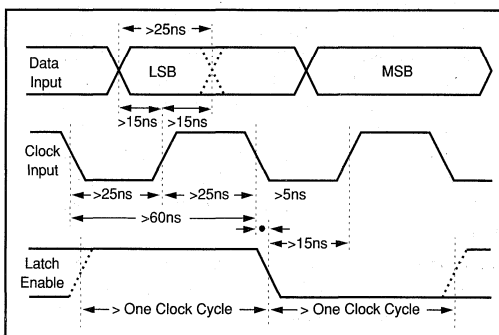 >25ns
Data Input
LSB
MSB
>15ns >15ns
Clock Input
>25ns >25ns >5ns
>60ns
>15ns
Latch Enable
> One Clock Cycle > One Clock Cycle